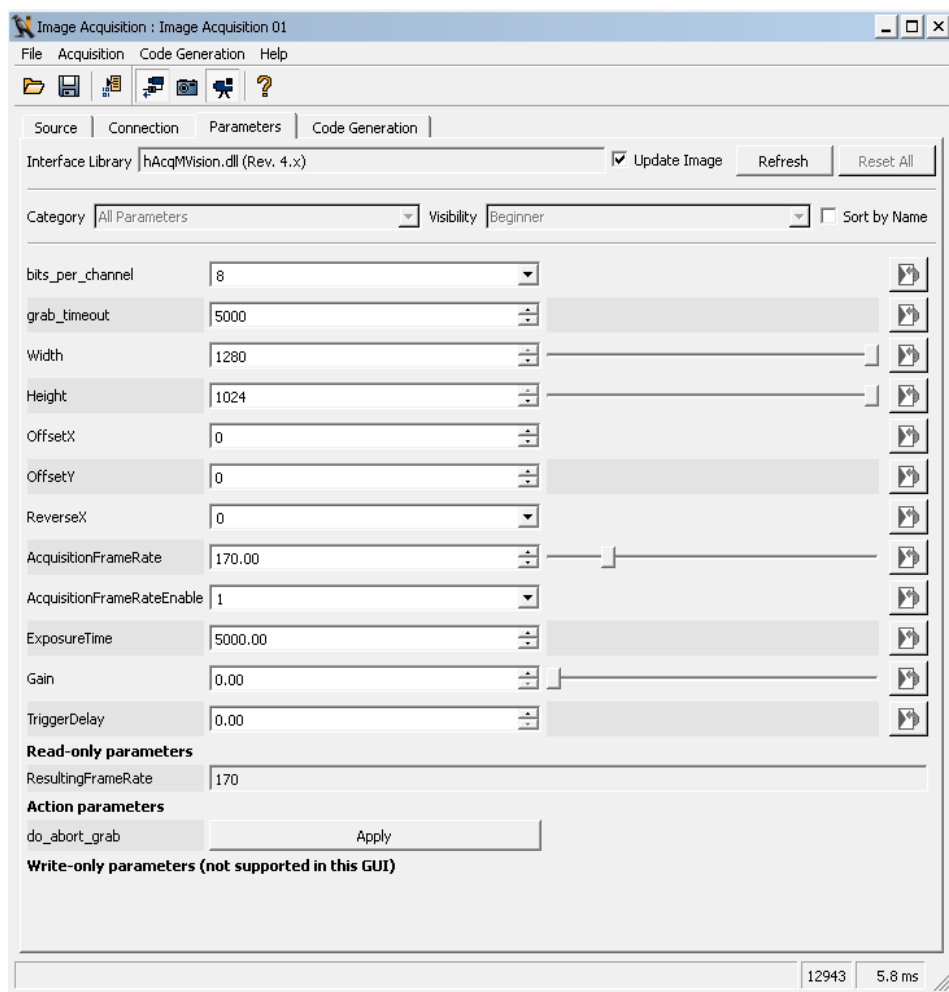 Image Acquisition : Image Acquisition 01
File Acquisition Code Generation Help
Source Connection Parameters Code Generation
Interface Library hAcqMVision.dll (Rev. 4.x) Update Image Refresh Reset All
Category All Parameters Visibility Beginner Sort by Name
bits_per_channel 8
grab_timeout 5000
Width 1280
Height 1024
OffsetX 0
OffsetY 0
ReverseX 0
AcquisitionFrameRate 170.00
AcquisitionFrameRateEnable 1
ExposureTime 5000.00
Gain 0.00
TriggerDelay 0.00
Read-only parameters
ResultingFrameRate 170
Action parameters
do_abort_grab Apply
Write-only parameters (not supported in this GUI)
12943 5.8 ms